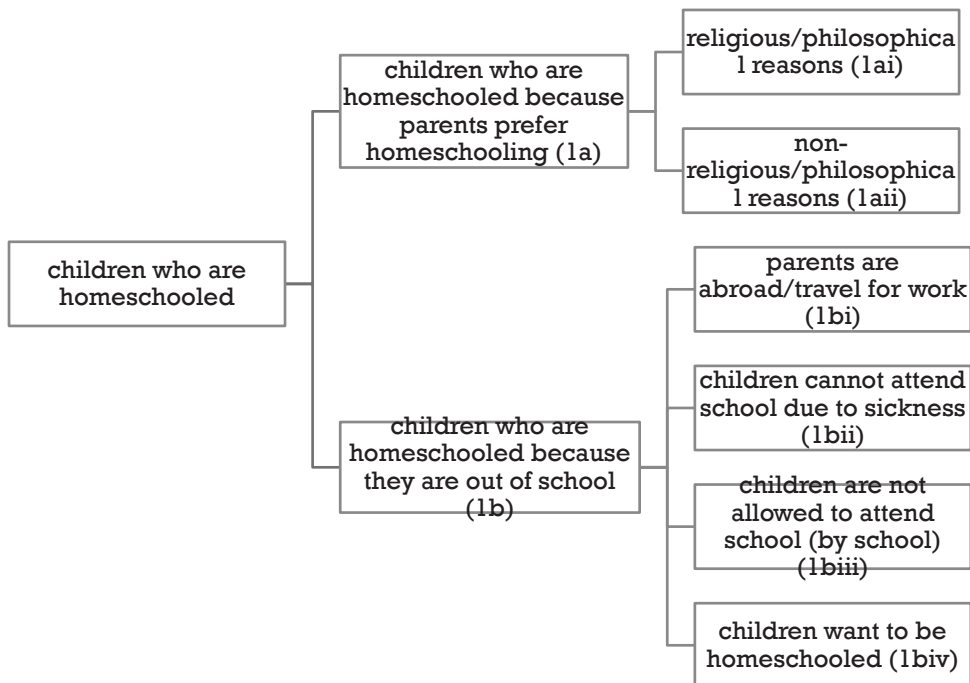 religious/philosophica
l reasons (1ai)
children who are
homeschooled because
parents prefer
homeschooling (1a)
non-
religious/philosophica
l reasons (1aii)
children who are
homeschooled
parents are
abroad/travel for work
(1bi)
children cannot attend
school due to sickness
(1bii)
children who are
homeschooled because
they are out of school
(1b)
children are not
allowed to attend
school (by school)
(1biii)
children want to be
homeschooled (1biv)